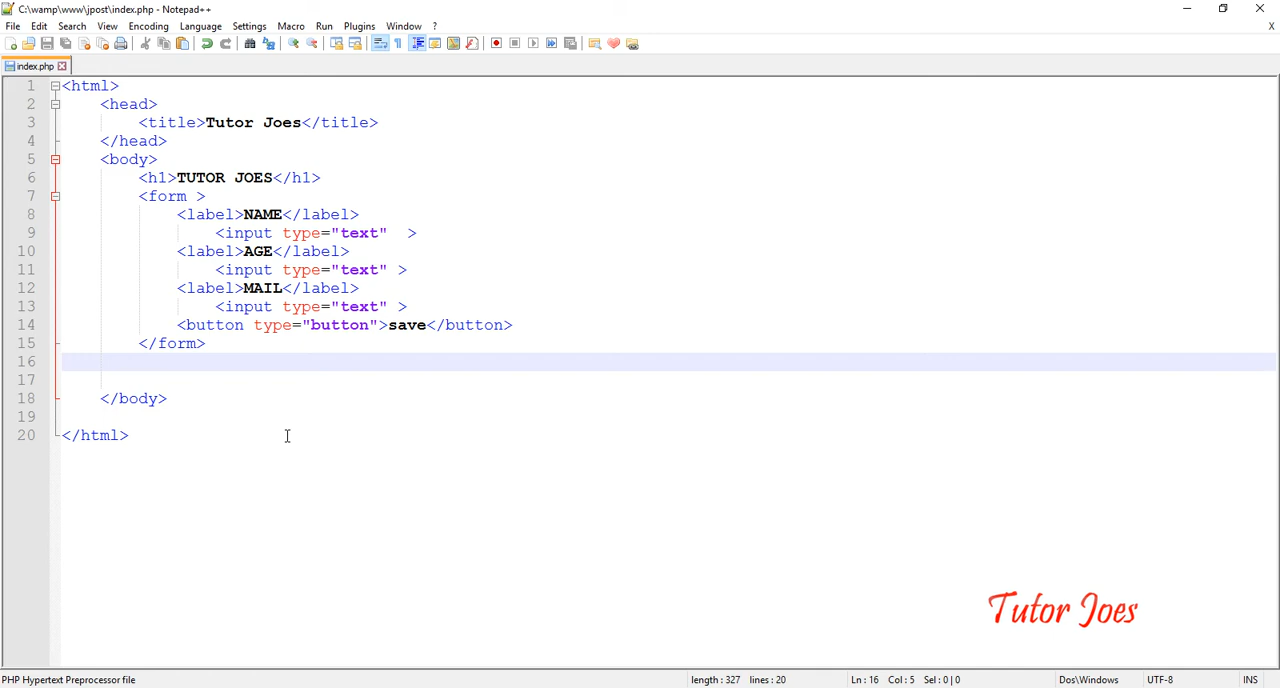 C:\wamp\www\jpost\index.php - Notepad++
File Edit Search View Encoding Language Settings Macro Run Plugins Window ? X
index.php
1 <html>
2 <head>
3 <title>Tutor Joes</title>
4 </head>
5 <body>
6 <h1>TUTOR JOES</h1>
7 <form >
8 <label>NAME</label>
9 <input type="text"  >
10 <label>AGE</label>
11 <input type="text" >
12 <label>MAIL</label>
13 <input type="text" >
14 <button type="button">save</button>
15 </form>
16
17
18 </body>
19
20 </html>
Tutor Joes
PHP Hypertext Preprocessor file length : 327 lines : 20 Ln : 16 Col : 5 Sel : 0 | 0 Dos\Windows UTF-8 INS